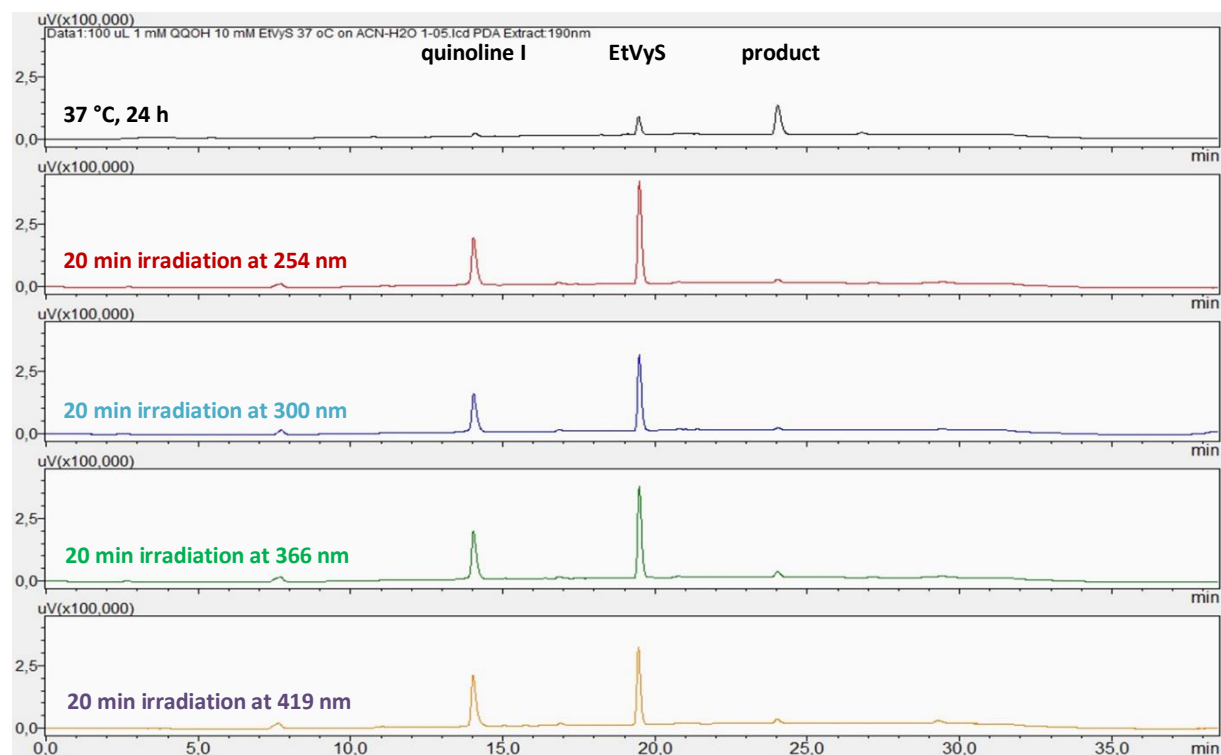 uV(x100,000)
Data1:100 uL 1 mM QQOH 10 mM EtVyS 37 oC on ACN-H2O 1-05.lcd PDA Extract:190nm
quinoline I EtVyS product
2,5
37 °C, 24 h
0,0
min
uV(x100,000)
2,5
20 min irradiation at 254 nm
0,0
min
uV(x100,000)
2,5
20 min irradiation at 300 nm
0,0
min
uV(x100,000)
2,5
20 min irradiation at 366 nm
0,0
min
uV(x100,000)
2,5
20 min irradiation at 419 nm
0,0
0.0 5.0 10.0 15.0 20.0 25.0 30.0 35.0 min